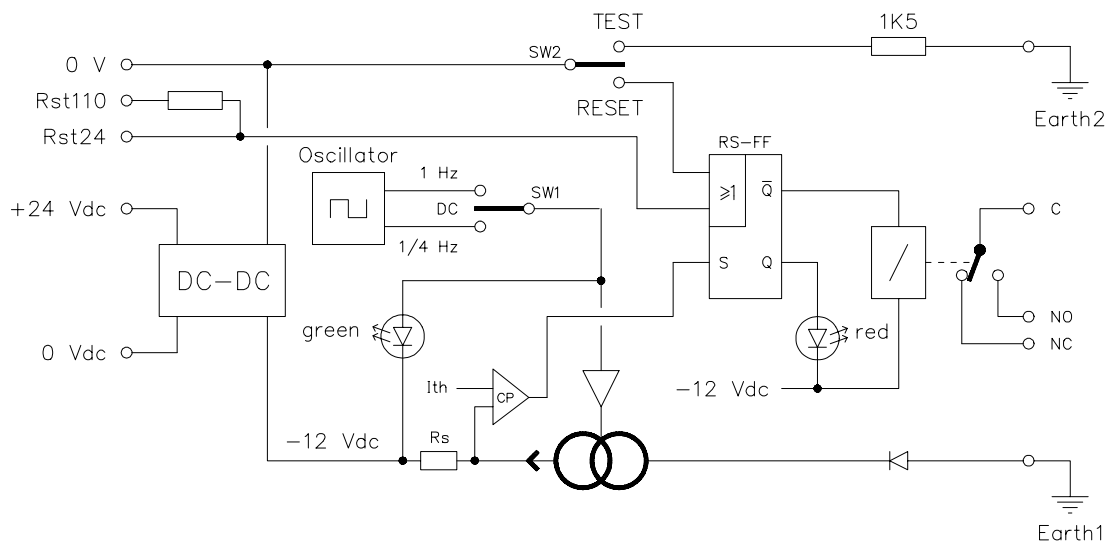 TEST
1K5
SW2
0 V
Rst110
RESET
Earth2
Rst24
RS-FF
Oscillator
1 Hz
≥1
Q̅
SW1
DC
+24 Vdc
C
1/4 Hz
DC-DC
S
Q
green
red
NO
0 Vdc
NC
Ith
CP
-12 Vdc
-12 Vdc
Rs
Earth1